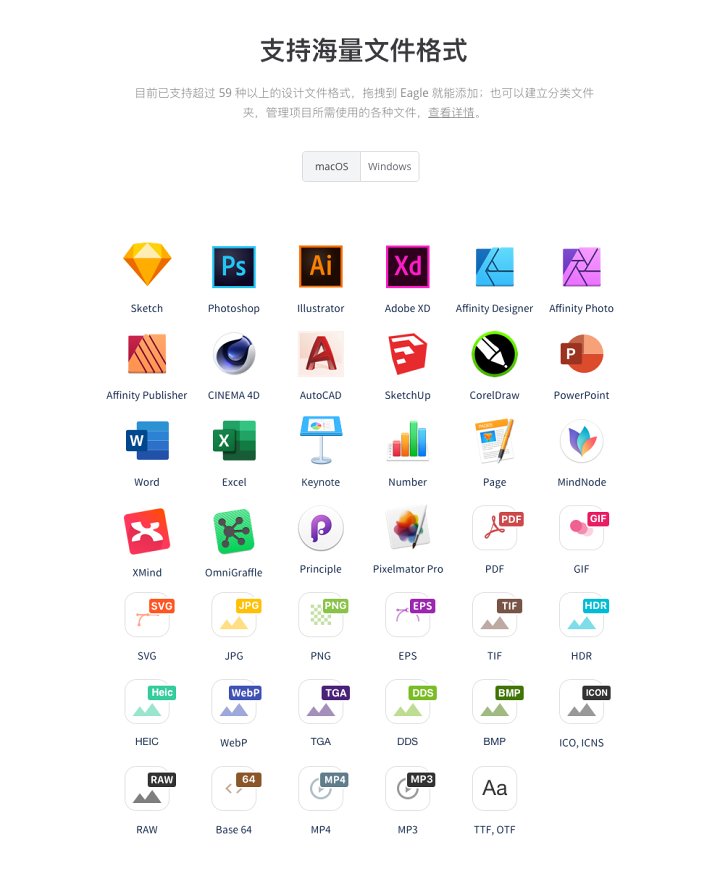 支持海量文件格式
目前已支持超过 59 种以上的设计文件格式，拖拽到 Eagle 就能添加；也可以建立分类文件
夹，管理项目所需使用的各种文件，查看详情。
macOS Windows
Ps Ai Xd
Sketch Photoshop Illustrator Adobe XD Affinity Designer Affinity Photo
A P
Affinity Publisher CINEMA 4D AutoCAD SketchUp CorelDraw PowerPoint
W X PAGES
Word Excel Keynote Number Page MindNode
P PDF GIF
XMind OmniGraffle Principle Pixelmator Pro PDF GIF
SVG JPG PNG EPS TIF HDR
SVG JPG PNG EPS TIF HDR
Heic WebP TGA DDS BMP ICON
HEIC WebP TGA DDS BMP ICO, ICNS
RAW 64 MP4 MP3 Aa
RAW Base 64 MP4 MP3 TTF, OTF